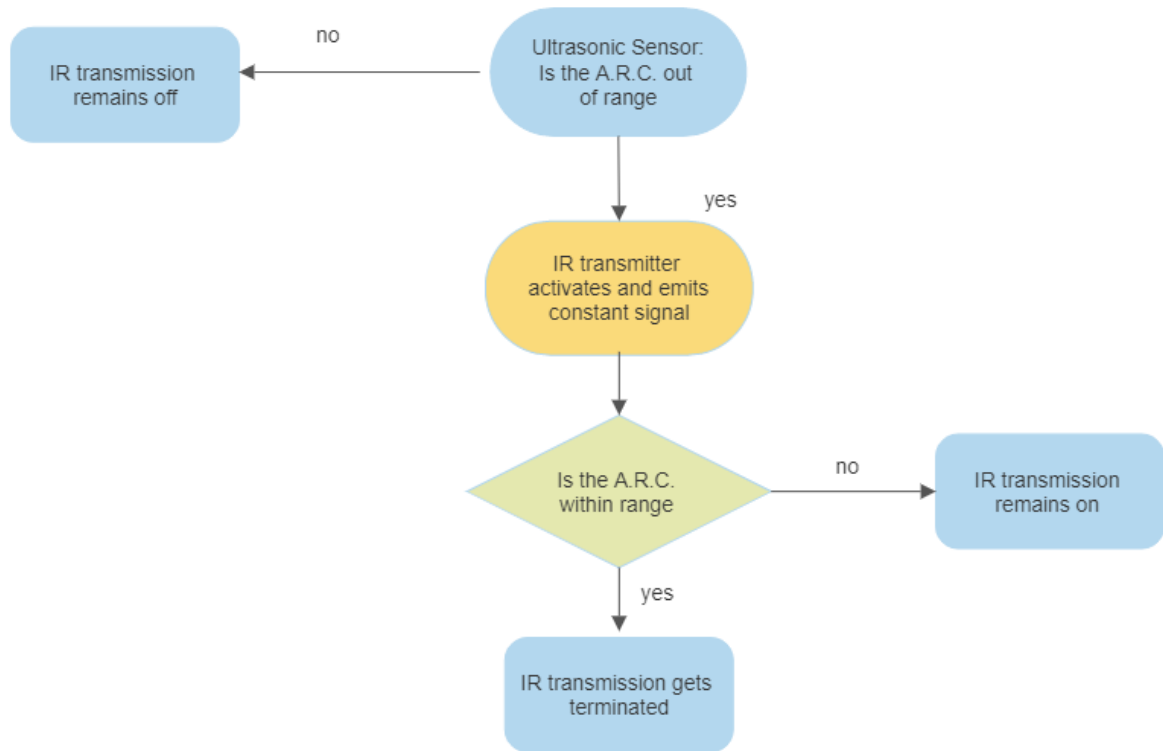 no
Ultrasonic Sensor:
Is the A.R.C. out
of range
IR transmission
remains off
yes
IR transmitter
activates and emits
constant signal
Is the A.R.C.
within range
no
IR transmission
remains on
yes
IR transmission gets
terminated